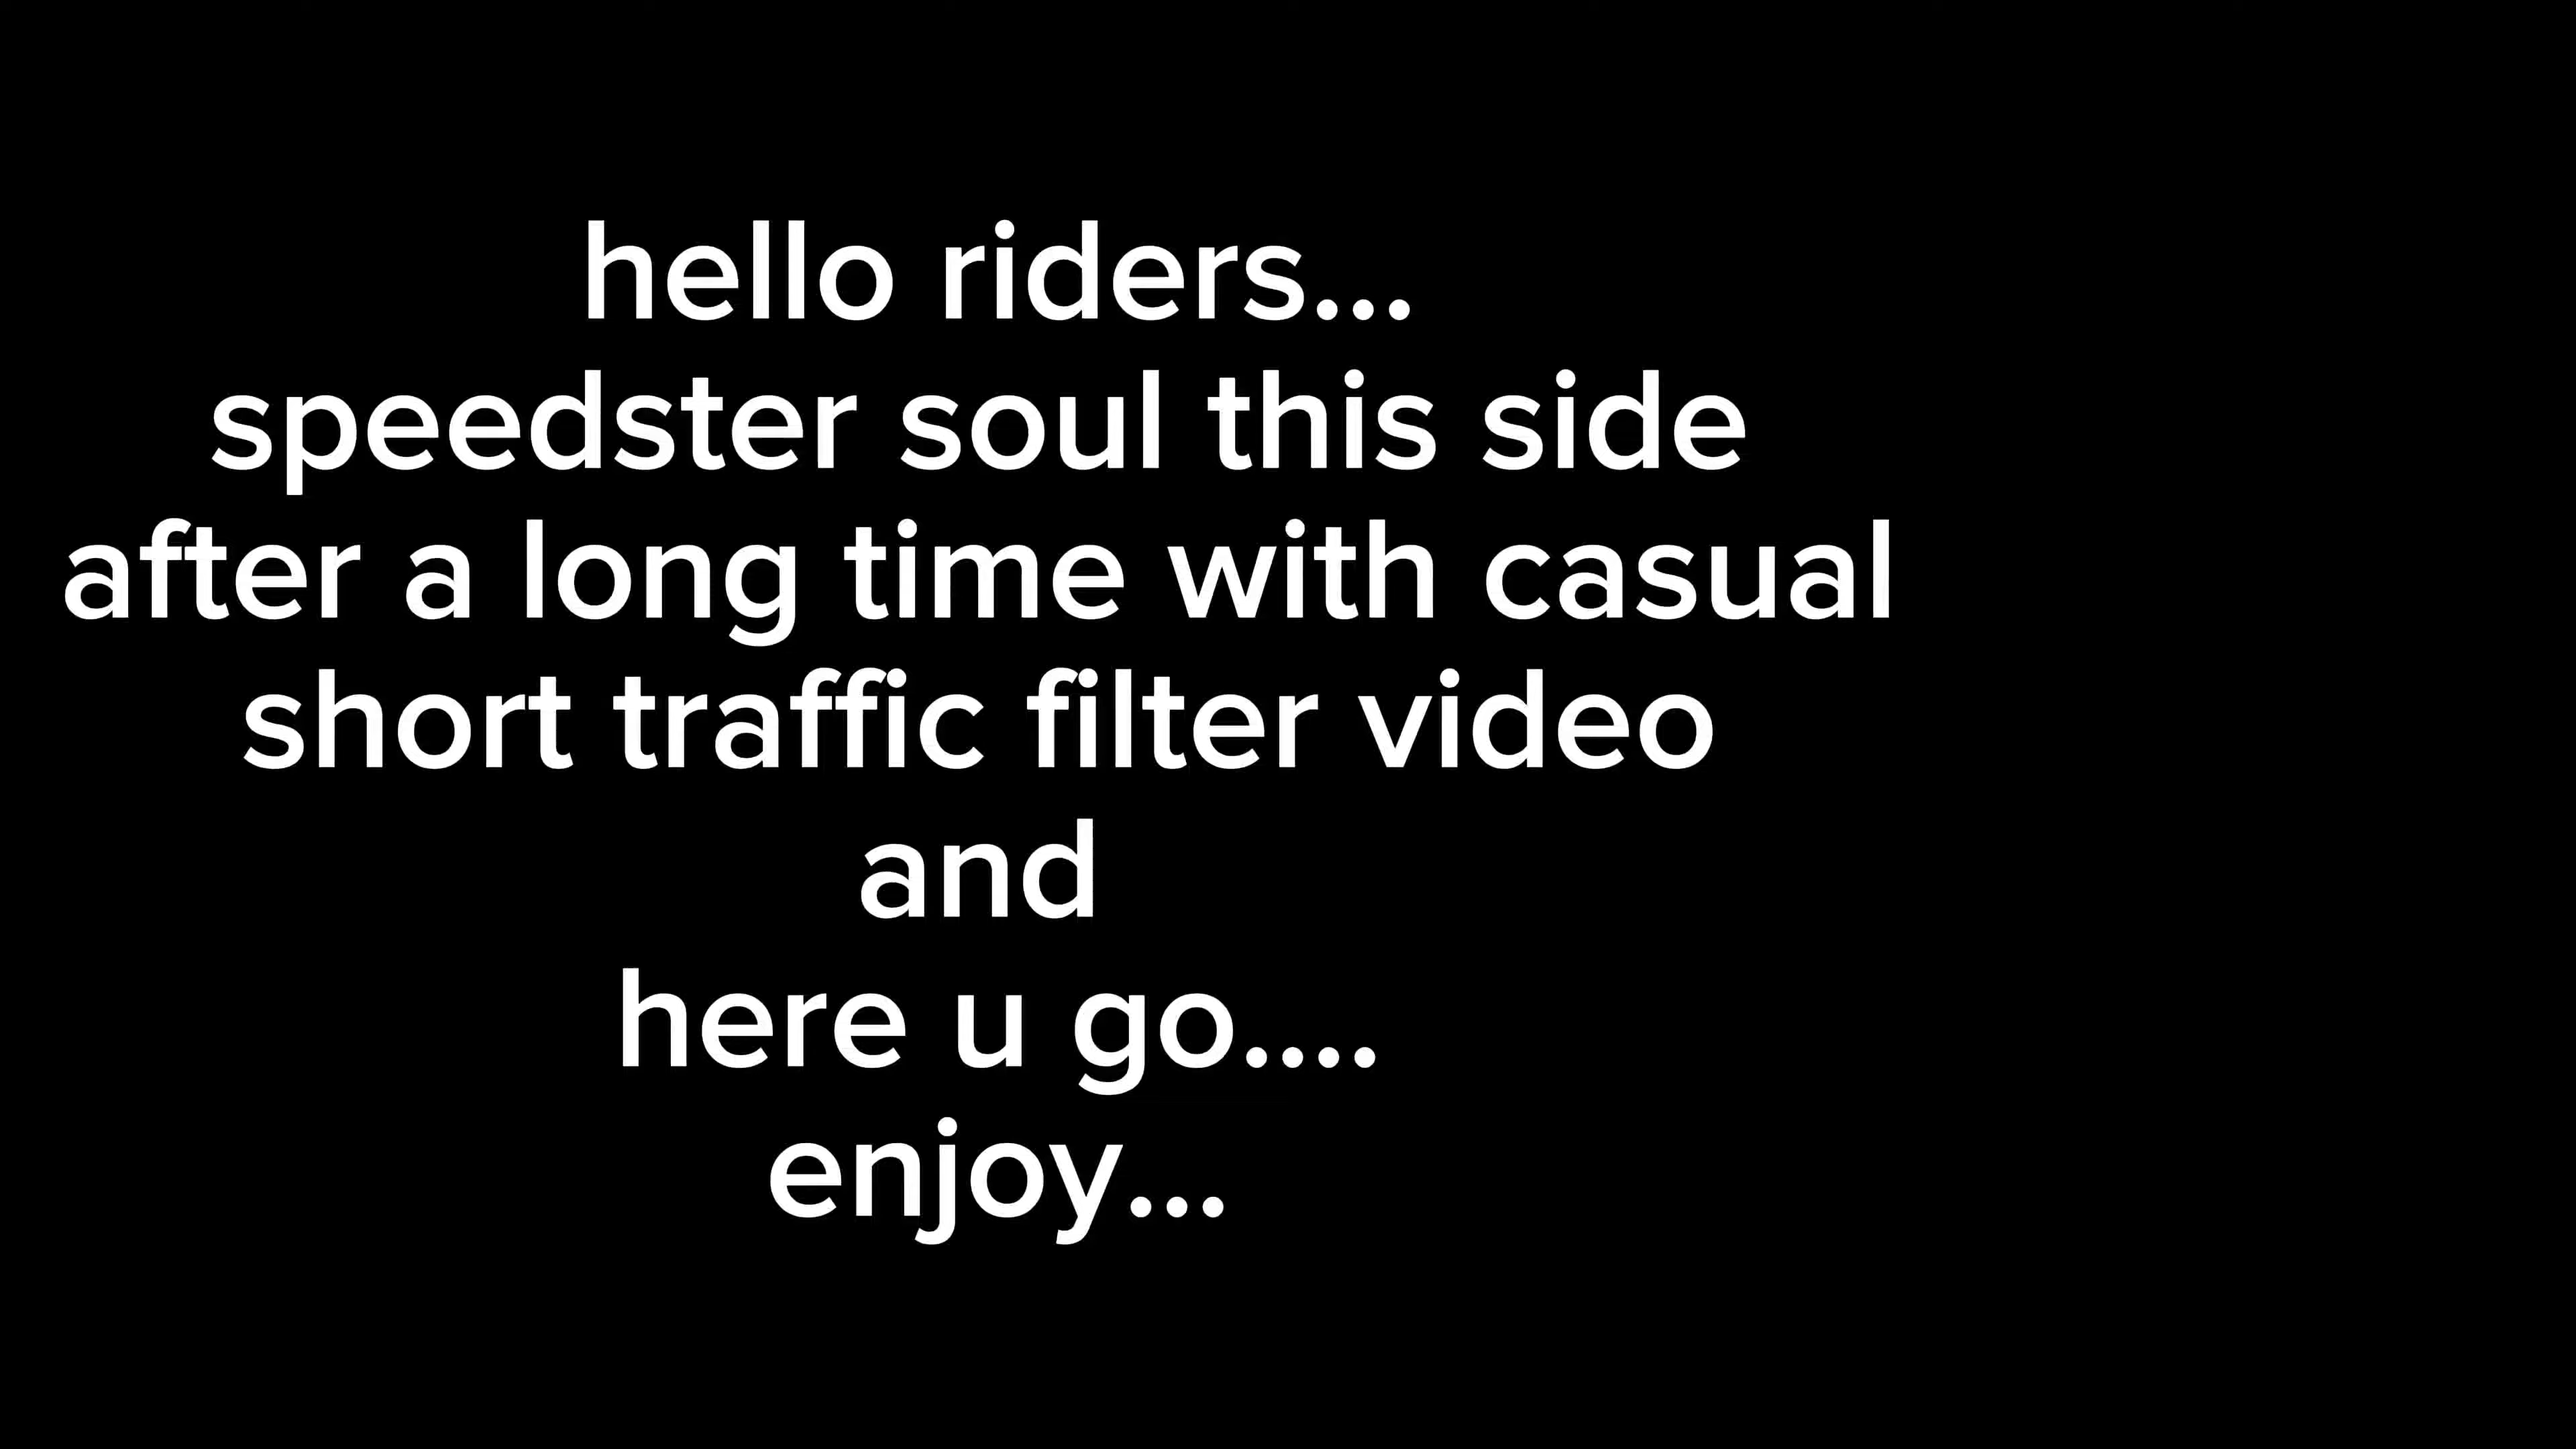 hello riders...
speedster soul this side
after a long time with casual
short traffic filter video
and
here u go....
enjoy...